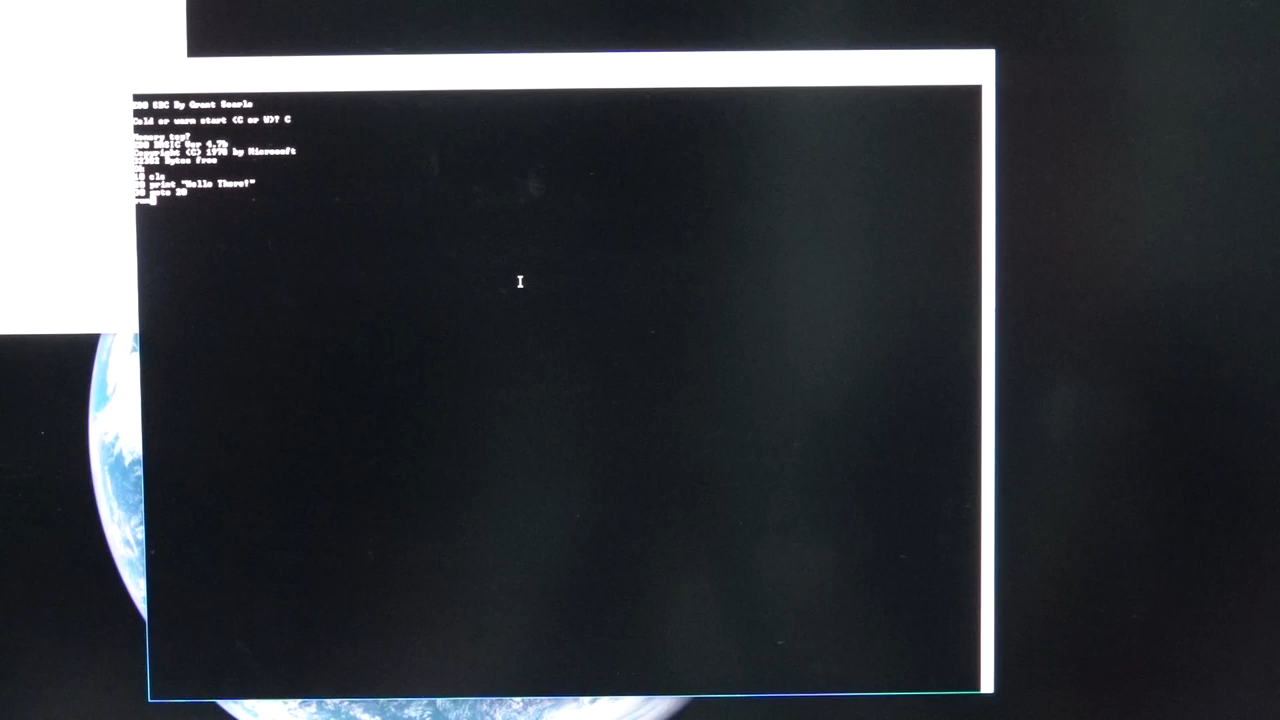 Z80 SBC By Grant Searle
Cold or warm start (C or W)? C
Memory top?
Z80 BASIC Ver 4.7b
Copyright (C) 1978 by Microsoft
Bytes free
10 cls
20 print "Hello There!"
30 goto 20